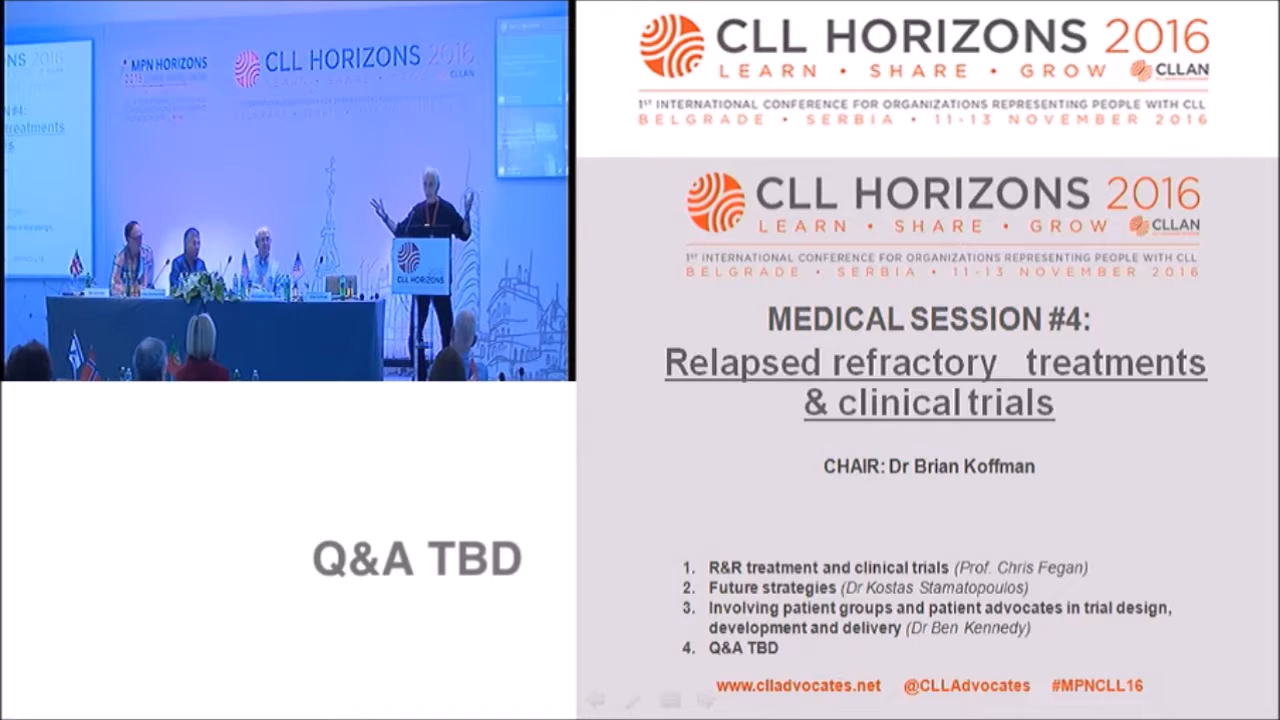 MPN HORIZONS
CLL HORIZONS 2016
CLLAN
treatments
CLL HORIZONS
Q&A TBD
CLL HORIZONS 2016
LEARN • SHARE • GROW CLLAN
1ST INTERNATIONAL CONFERENCE FOR ORGANIZATIONS REPRESENTING PEOPLE WITH CLL
BELGRADE • SERBIA • 11-13 NOVEMBER 2016
CLL HORIZONS 2016
LEARN • SHARE • GROW CLLAN
1ST INTERNATIONAL CONFERENCE FOR ORGANIZATIONS REPRESENTING PEOPLE WITH CLL
BELGRADE • SERBIA • 11-13 NOVEMBER 2016
MEDICAL SESSION #4:
Relapsed refractory treatments
& clinical trials
CHAIR: Dr Brian Koffman
1. R&R treatment and clinical trials (Prof. Chris Fegan)
2. Future strategies (Dr Kostas Stamatopoulos)
3. Involving patient groups and patient advocates in trial design,
development and delivery (Dr Ben Kennedy)
4. Q&A TBD
www.clladvocates.net @CLLAdvocates #MPNCLL16